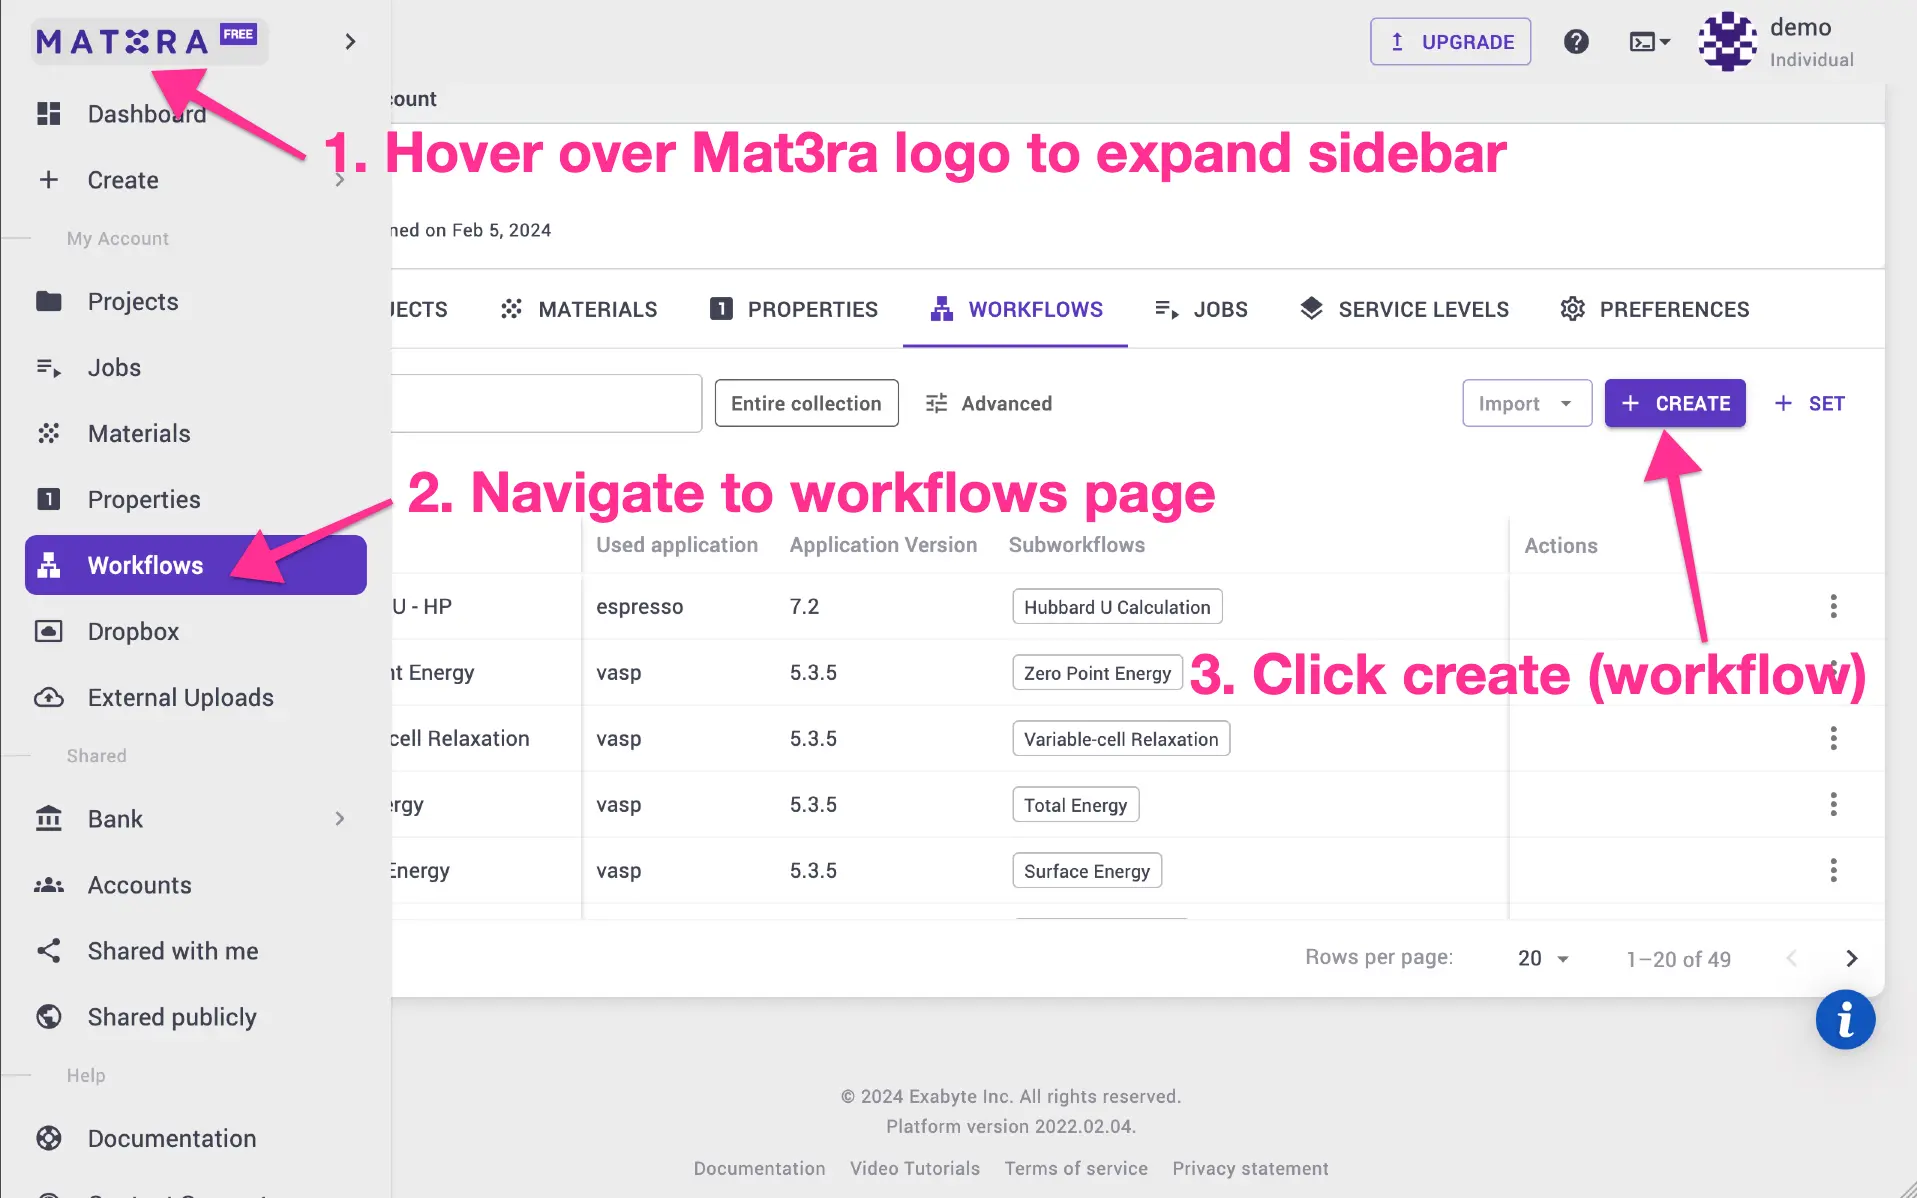 MAT3RA FREE
UPGRADE
demo
Individual
Dashboard
count
1. Hover over Mat3ra logo to expand sidebar
Create
My Account
ned on Feb 5, 2024
Projects
JECTS
MATERIALS
1 PROPERTIES
WORKFLOWS
JOBS
SERVICE LEVELS
PREFERENCES
Jobs
Entire collection
Advanced
Import
+ CREATE
+ SET
Materials
1 Properties
2. Navigate to workflows page
Used application
Application Version
Subworkflows
Actions
Workflows
U - HP
espresso
7.2
Hubbard U Calculation
Dropbox
nt Energy
vasp
5.3.5
Zero Point Energy
3. Click create (workflow)
External Uploads
cell Relaxation
vasp
5.3.5
Variable-cell Relaxation
Shared
ergy
vasp
5.3.5
Total Energy
Bank
Energy
vasp
5.3.5
Surface Energy
Accounts
Shared with me
Rows per page:
20
1–20 of 49
Shared publicly
Help
© 2024 Exabyte Inc. All rights reserved.
Platform version 2022.02.04.
Documentation
Documentation
Video Tutorials
Terms of service
Privacy statement